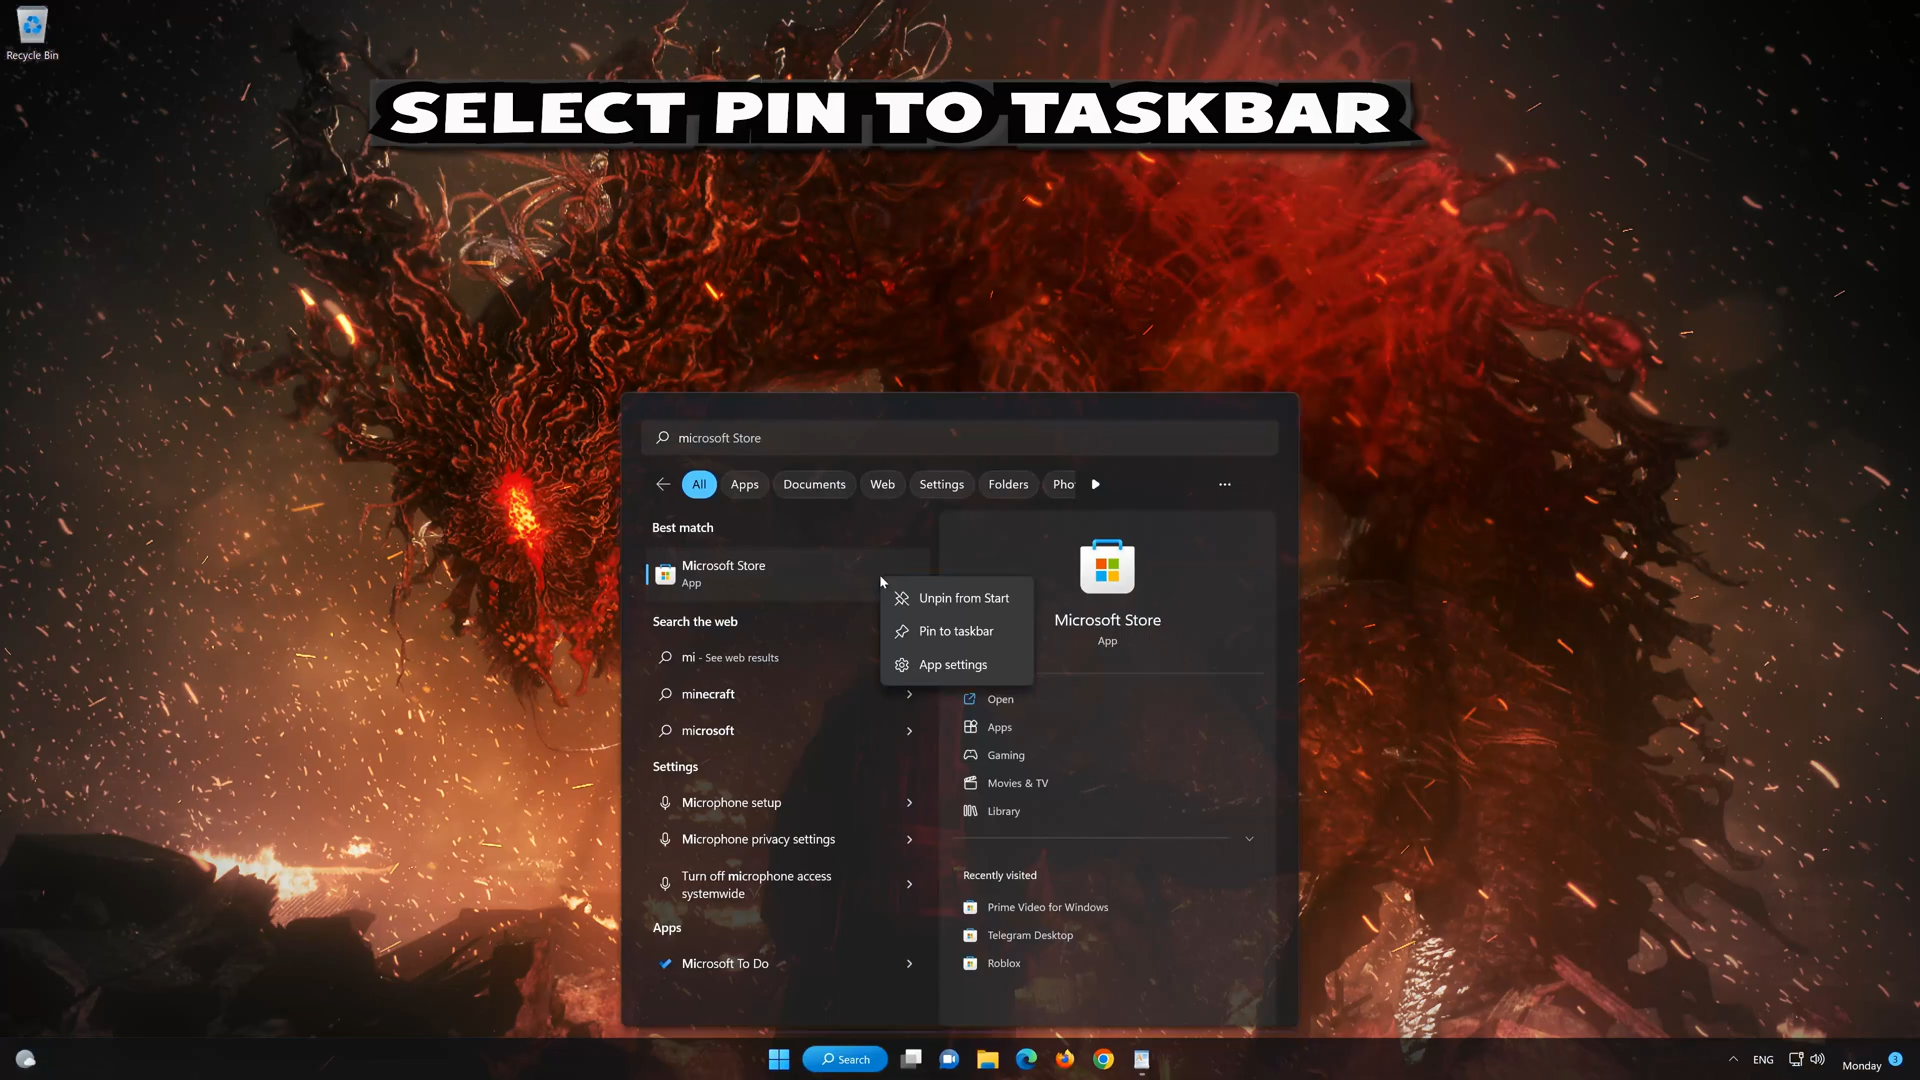 Recycle Bin
SELECT PIN TO TASKBAR
microsoft Store
All
Apps
Documents
Web
Settings
Folders
Pho
Best match
Microsoft Store
App
Search the web
mi - See web results
minecraft
microsoft
Settings
Microphone setup
Microphone privacy settings
Turn off microphone access
systemwide
Apps
Microsoft To Do
Unpin from Start
Pin to taskbar
App settings
Microsoft Store
App
Open
Apps
Gaming
Movies & TV
Library
Recently visited
Prime Video for Windows
Telegram Desktop
Roblox
Search
ENG
Monday
3